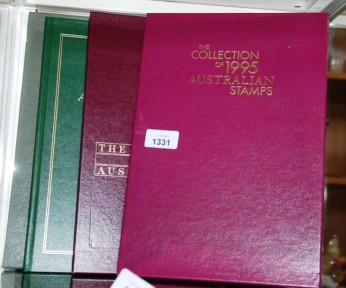 THE
COLLECTION
OF 1995
AUSTRALIAN
STAMPS
1331
THE
AUS
A